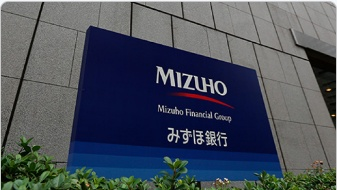 MIZUHO
Mizuho Financial Group
みずほ銀行